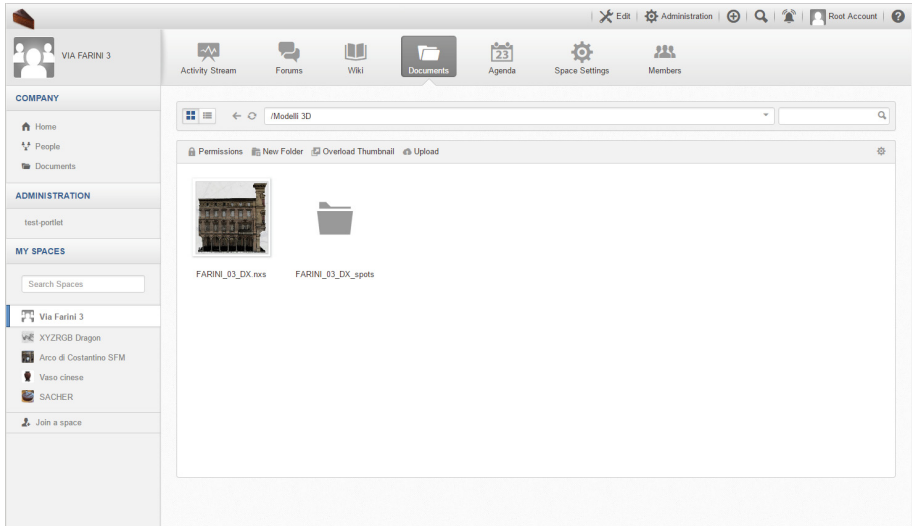 Edit
Administration
Root Account
VIA FARINI 3
Activity Stream
Forums
Wiki
Documents
23
Agenda
Space Settings
Members
COMPANY
Home
People
Documents
ADMINISTRATION
test-portlet
MY SPACES
Search Spaces
Via Farini 3
XYZRGB Dragon
Arco di Costantino SFM
Vaso cinese
SACHER
Join a space
/Modelli 3D
Permissions
New Folder
Overload Thumbnail
Upload
FARINI_03_DX.nxs
FARINI_03_DX_spots